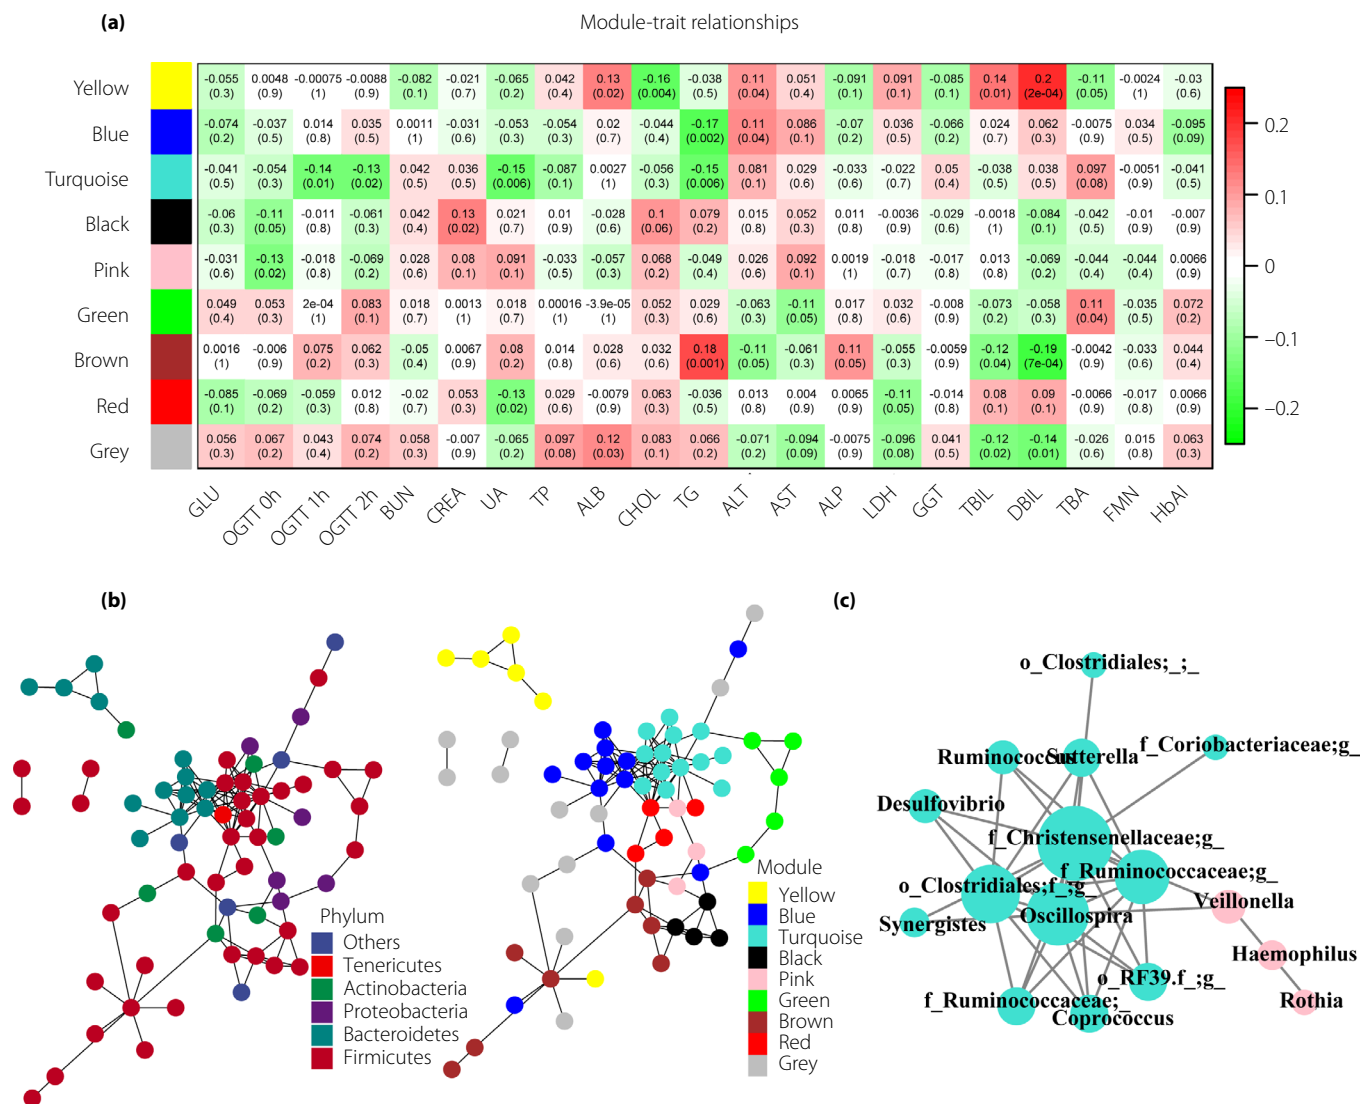 (a)
Module-trait relationships
Yellow
-0.055 0.0048 -0.00075 -0.0088 -0.082 -0.021 -0.065 0.042 0.13 -0.16 -0.038 0.11 0.051 -0.091 0.091 -0.085 0.14 0.2 -0.11 -0.0024 -0.03
(0.3) (0.9) (1) (0.9) (0.1) (0.7) (0.2) (0.4) (0.02) (0.004) (0.5) (0.04) (0.4) (0.1) (0.1) (0.1) (0.01) (2e-04) (0.05) (1) (0.6)
Blue
-0.074 -0.037 0.014 0.035 0.0011 -0.031 -0.053 -0.054 0.02 -0.044 -0.17 0.11 0.086 -0.07 0.036 -0.066 0.024 0.062 -0.0075 0.034 -0.095
(0.2) (0.5) (0.8) (0.5) (1) (0.6) (0.3) (0.3) (0.7) (0.4) (0.002) (0.04) (0.1) (0.2) (0.5) (0.2) (0.7) (0.3) (0.9) (0.5) (0.09)
Turquoise
-0.041 -0.054 -0.14 -0.13 0.042 0.036 -0.15 -0.087 0.0027 -0.056 -0.15 0.081 0.029 -0.033 -0.022 0.05 -0.038 0.038 0.097 -0.0051 -0.041
(0.5) (0.3) (0.01) (0.02) (0.5) (0.5) (0.006) (0.1) (1) (0.3) (0.006) (0.1) (0.6) (0.6) (0.7) (0.4) (0.5) (0.5) (0.08) (0.9) (0.5)
Black
-0.06 -0.11 -0.011 -0.061 0.042 0.13 0.021 0.01 -0.028 0.1 0.079 0.015 0.052 0.011 -0.0036 -0.029 -0.0018 -0.084 -0.042 -0.01 -0.007
(0.3) (0.05) (0.8) (0.3) (0.4) (0.02) (0.7) (0.9) (0.6) (0.06) (0.2) (0.8) (0.3) (0.8) (0.9) (0.6) (1) (0.1) (0.5) (0.9) (0.9)
Pink
-0.031 -0.13 -0.018 -0.069 0.028 0.08 0.091 -0.033 -0.057 0.068 -0.049 0.026 0.092 0.0019 -0.018 -0.017 0.013 -0.069 -0.044 -0.044 0.0066
(0.6) (0.02) (0.8) (0.2) (0.6) (0.1) (0.1) (0.5) (0.3) (0.2) (0.4) (0.6) (0.1) (1) (0.7) (0.8) (0.8) (0.2) (0.4) (0.4) (0.9)
Green
0.049 0.053 2e-04 0.083 0.018 0.0013 0.018 0.00016 -3.9e-05 0.052 0.029 -0.063 -0.11 0.017 0.032 -0.008 -0.073 -0.058 0.11 -0.035 0.072
(0.4) (0.3) (1) (0.1) (0.7) (1) (0.7) (1) (1) (0.3) (0.6) (0.3) (0.05) (0.8) (0.6) (0.9) (0.2) (0.3) (0.04) (0.5) (0.2)
Brown
0.0016 -0.006 0.075 0.062 -0.05 0.0067 0.08 0.014 0.028 0.032 0.18 -0.11 -0.061 0.11 -0.055 -0.0059 -0.12 -0.19 -0.0042 -0.033 0.044
(1) (0.9) (0.2) (0.3) (0.4) (0.9) (0.2) (0.8) (0.6) (0.6) (0.001) (0.05) (0.3) (0.05) (0.3) (0.9) (0.04) (7e-04) (0.9) (0.6) (0.4)
Red
-0.085 -0.069 -0.059 0.012 -0.02 0.053 -0.13 0.029 -0.0079 0.063 -0.036 0.013 0.004 0.0065 -0.11 -0.014 0.08 0.09 -0.0066 -0.017 0.0066
(0.1) (0.2) (0.3) (0.8) (0.7) (0.3) (0.02) (0.6) (0.9) (0.3) (0.5) (0.8) (0.9) (0.9) (0.05) (0.8) (0.1) (0.1) (0.9) (0.8) (0.9)
Grey
0.056 0.067 0.043 0.074 0.058 -0.007 -0.065 0.097 0.12 0.083 0.066 -0.071 -0.094 -0.0075 -0.096 0.041 -0.12 -0.14 -0.026 0.015 0.063
(0.3) (0.2) (0.4) (0.2) (0.3) (0.9) (0.2) (0.08) (0.03) (0.1) (0.2) (0.2) (0.09) (0.9) (0.08) (0.5) (0.02) (0.01) (0.6) (0.8) (0.3)
0.2
0.1
0
−0.1
−0.2
GLU OGTT 0h OGTT 1h OGTT 2h BUN CREA UA TP ALB CHOL TG ALT AST ALP LDH GGT TBIL DBIL TBA FMN HbAI
(b)
Phylum
Others
Tenericutes
Actinobacteria
Proteobacteria
Bacteroidetes
Firmicutes
Module
Yellow
Blue
Turquoise
Black
Pink
Green
Brown
Red
Grey
(c)
o_Clostridiales;_;_
f_Coriobacteriaceae;g_
Ruminococcus
Sutterella
Desulfovibrio
f_Christensenellaceae;g_
f_Ruminococcaceae;g_
o_Clostridiales;f_;g_
Veillonella
Synergistes
Oscillospira
Haemophilus
o_RF39.f_;g_
f_Ruminococcaceae;_
Rothia
Coprococcus